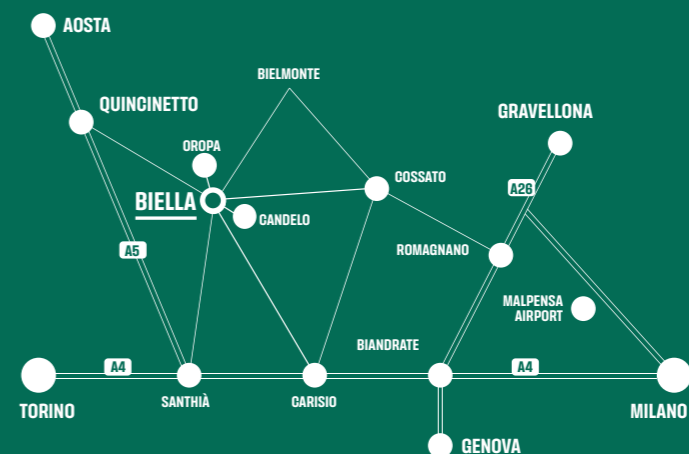 AOSTA
BIELMONTE
QUINCINETTO
GRAVELLONA
OROPA
COSSATO
A26
BIELLA
CANDELO
A5
ROMAGNANO
MALPENSA
AIRPORT
BIANDRATE
A4
A4
SANTHIÀ
CARISIO
TORINO
MILANO
GENOVA